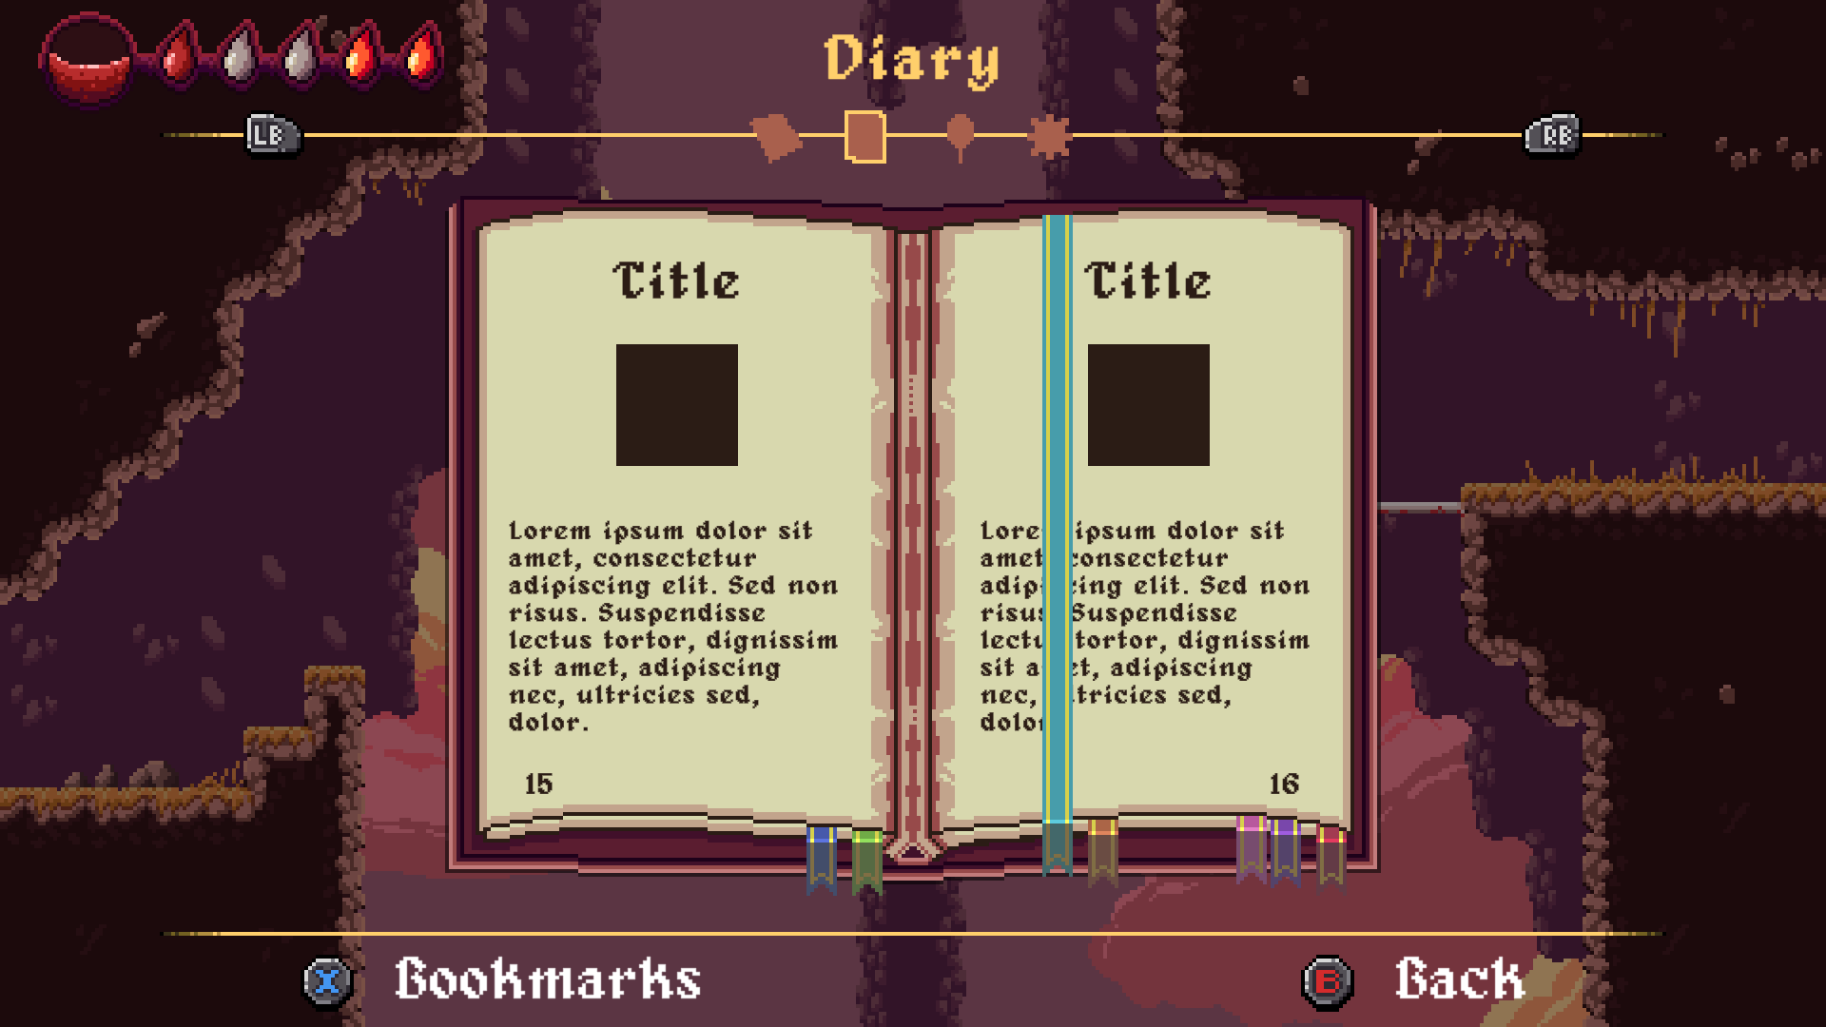 Diary
LB
RB
Title
Lorem ipsum dolor sit
amet, consectetur
adipiscing elit. Sed non
risus. Suspendisse
lectus tortor, dignissim
sit amet, adipiscing
nec, ultricies sed,
dolor.
15
Title
ipsum dolor sit
consectetur
elit. Sed non
Suspendisse
tortor, dignissim
sit adipiscing
nec, sed,
16
X Bookmarks
B Back